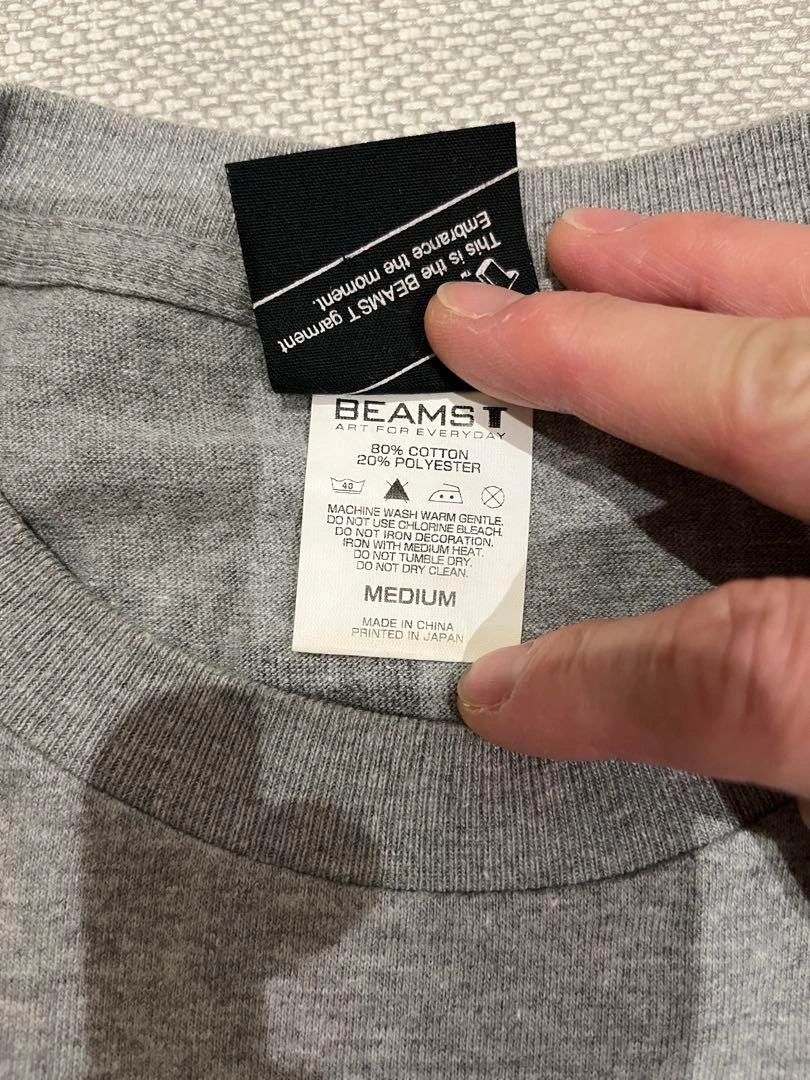 This is the BEAMS T garment
Embrance the moment.
TM
BEAMS T
ART FOR EVERYDAY
80% COTTON
20% POLYESTER
40
MACHINE WASH WARM GENTLE.
DO NOT USE CHLORINE BLEACH.
DO NOT IRON DECORATION.
IRON WITH MEDIUM HEAT.
DO NOT TUMBLE DRY.
DO NOT DRY CLEAN.
MEDIUM
MADE IN CHINA
PRINTED IN JAPAN